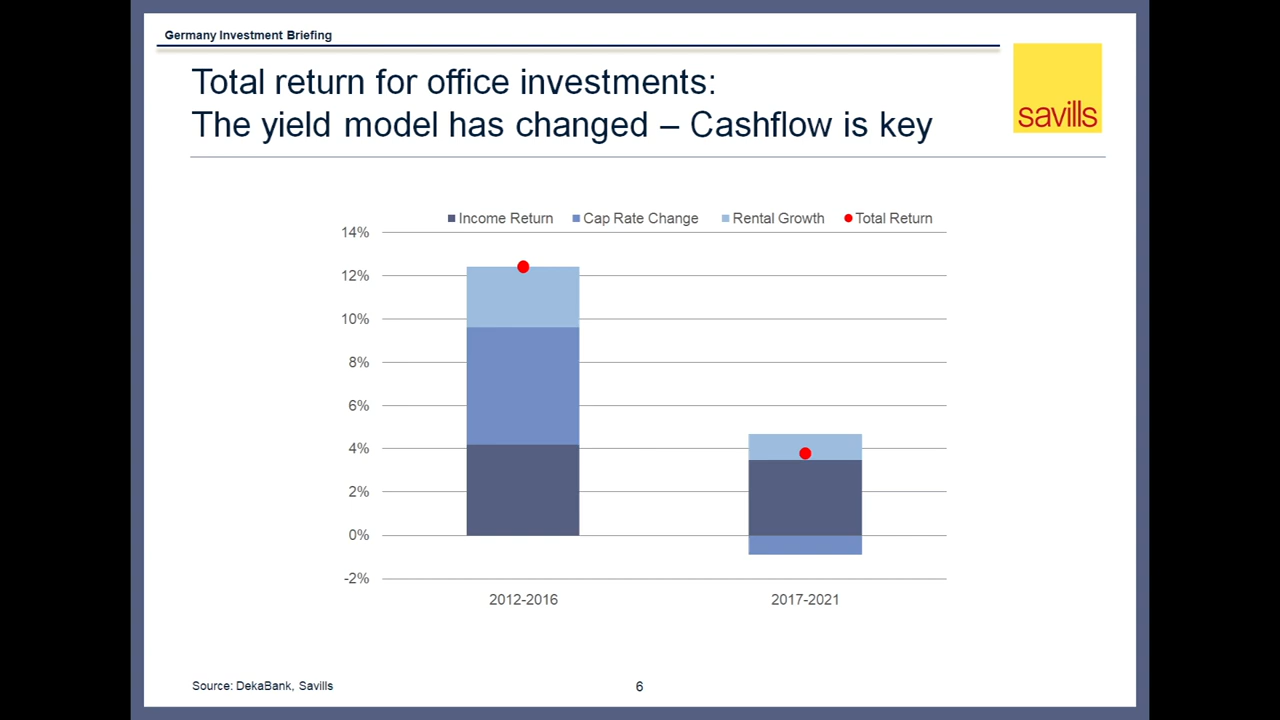 Germany Investment Briefing
Total return for office investments:
The yield model has changed – Cashflow is key
savills
Income Return Cap Rate Change Rental Growth Total Return
14%
12%
10%
8%
6%
4%
2%
0%
-2%
2012-2016 2017-2021
Source: DekaBank, Savills
6